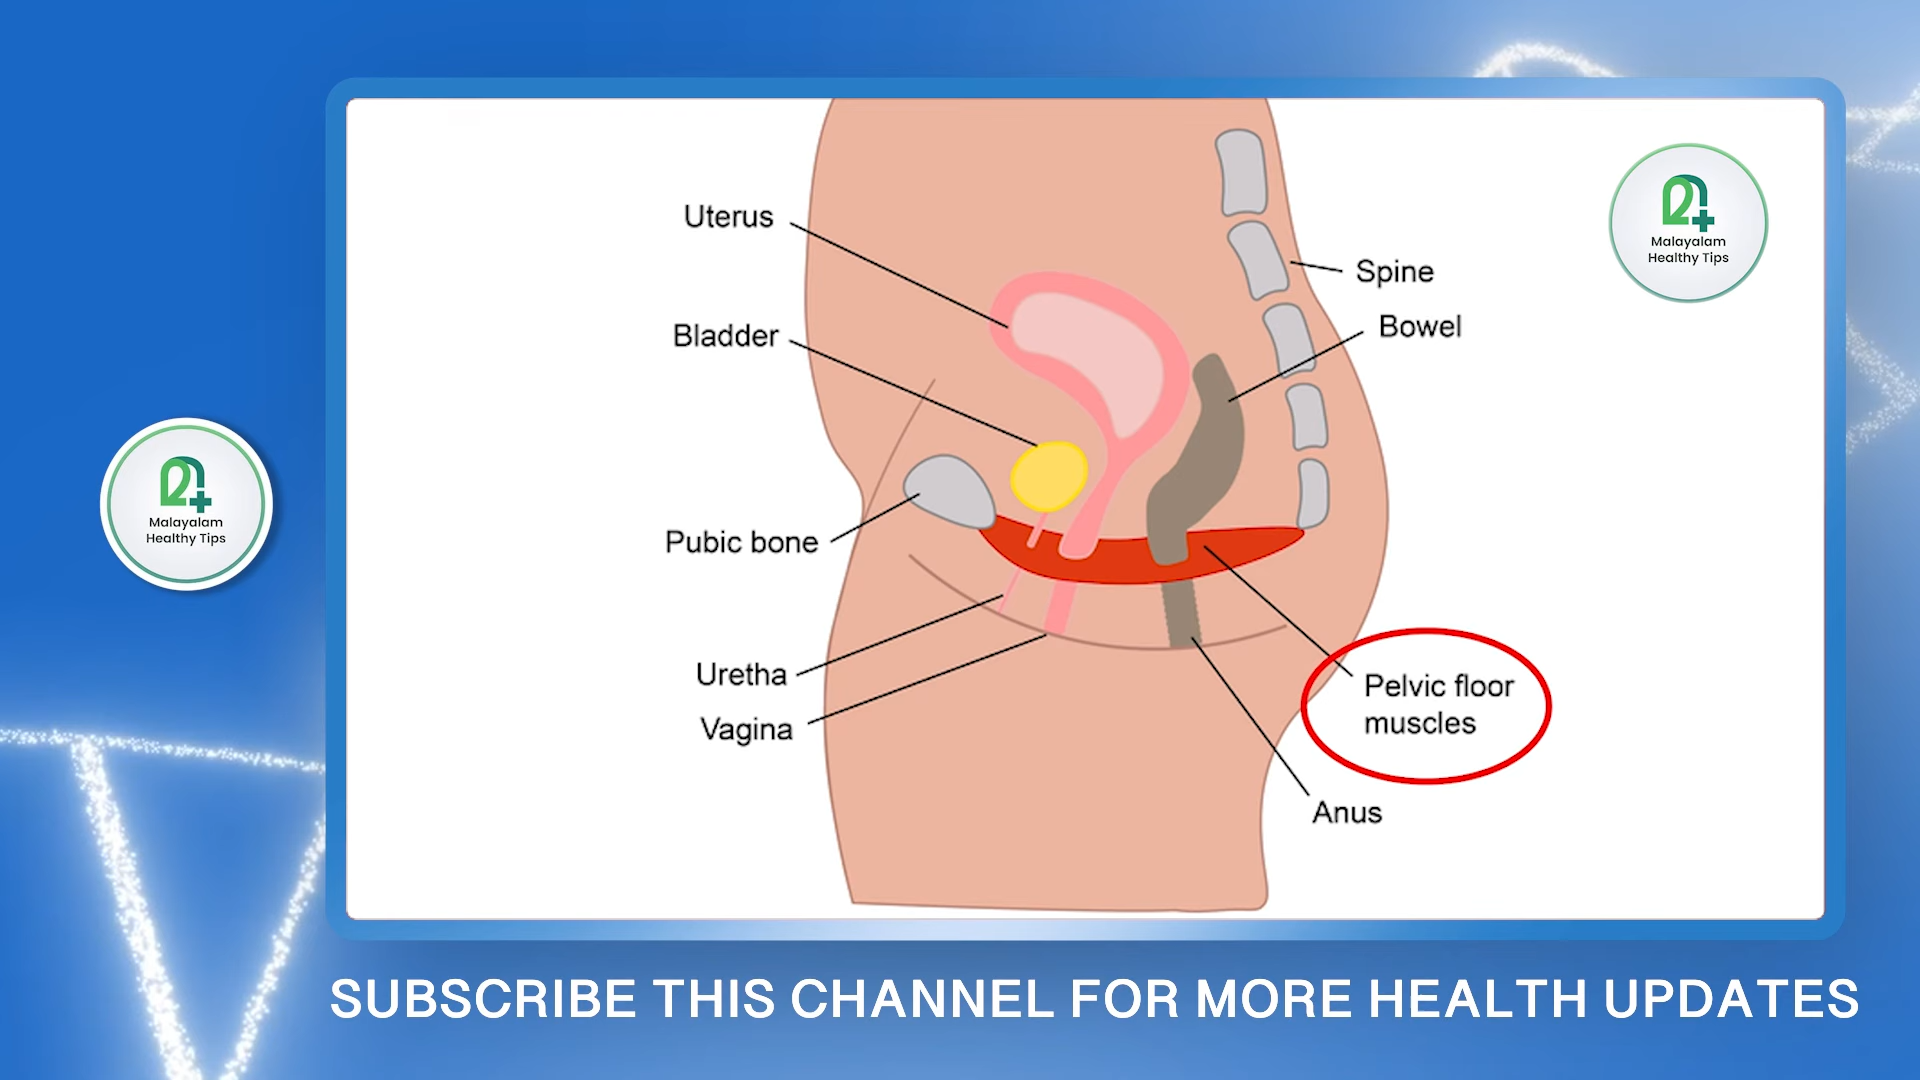 Uterus
Bladder
Pubic bone
Uretha
Vagina
Spine
Bowel
Pelvic floor
muscles
Anus
Malayalam
Healthy Tips
Malayalam
Healthy Tips
SUBSCRIBE THIS CHANNEL FOR MORE HEALTH UPDATES